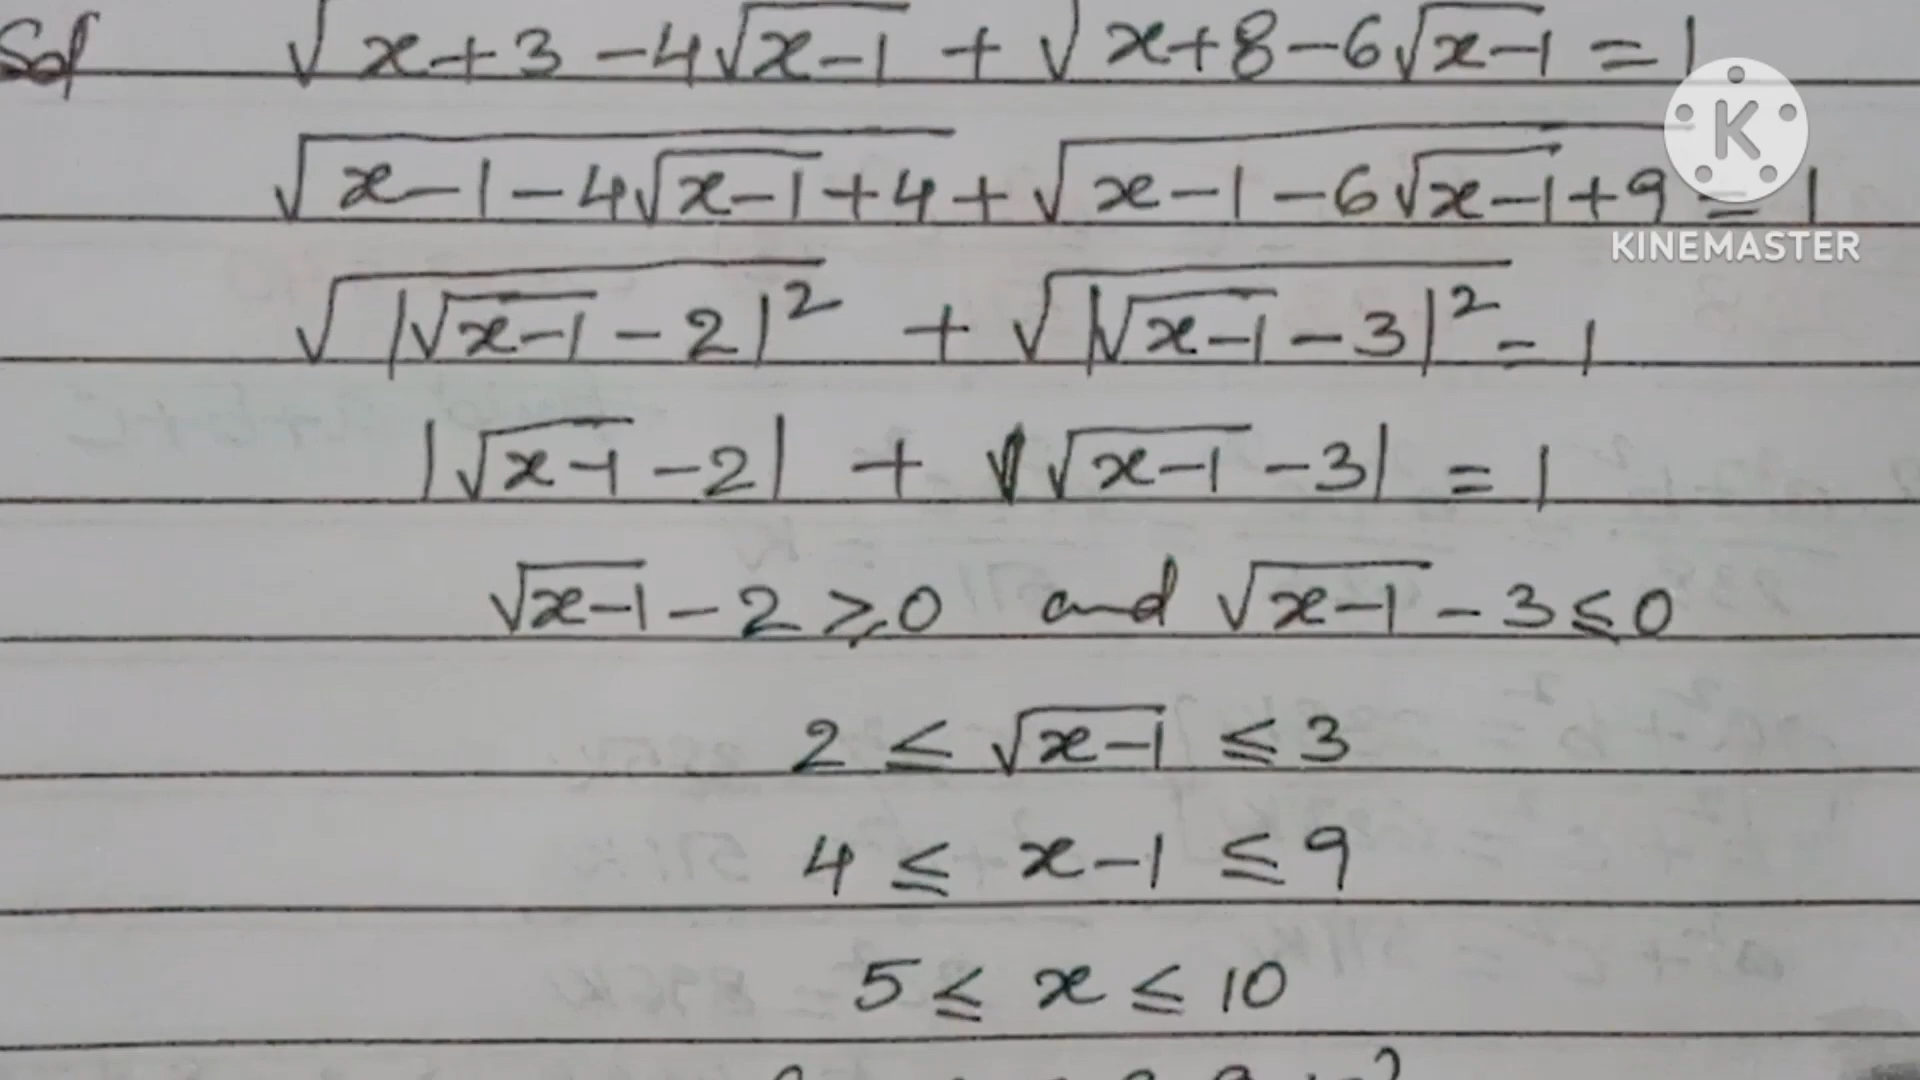 Sol √(x+3-4√(x-1)) + √(x+8-6√(x-1)) = 1
√(x-1-4√(x-1)+4) + √(x-1-6√(x-1)+9) = 1
√(|√(x-1) - 2|²) + √(|√(x-1) - 3|²) = 1
|√(x-1) - 2| + |√(x-1) - 3| = 1
√(x-1) - 2 ≥ 0 and √(x-1) - 3 ≤ 0
2 ≤ √(x-1) ≤ 3
4 ≤ x-1 ≤ 9
5 ≤ x ≤ 10
K
KINEMASTER